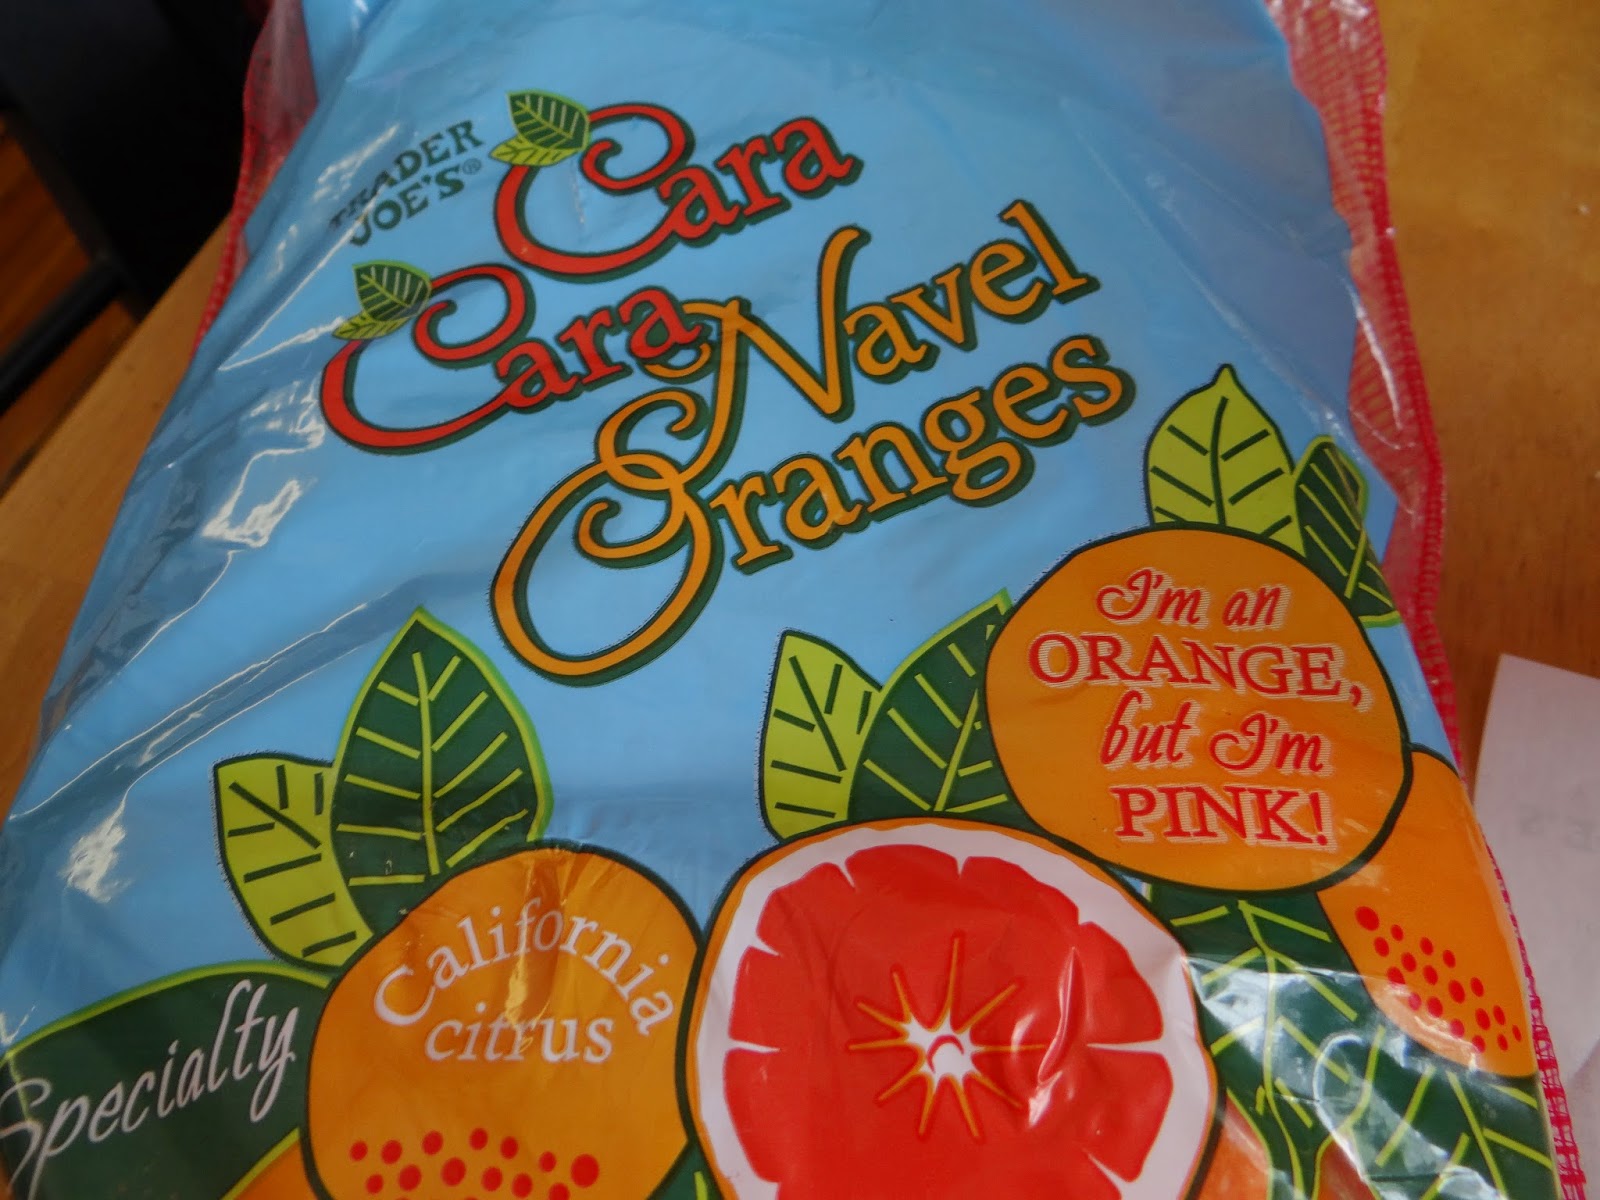 TRADER
JOE'S®
Cara
Cara Navel
Oranges
I'm an
ORANGE,
but I'm
PINK!
California
citrus
Specialty